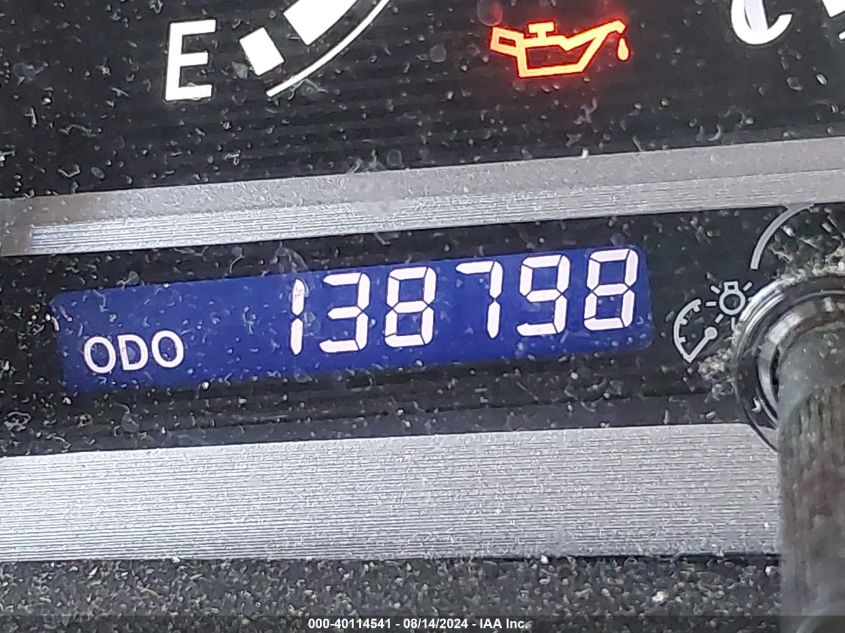 E
ODO 138798
000-40114541 - 08/14/2024 - IAA Inc.